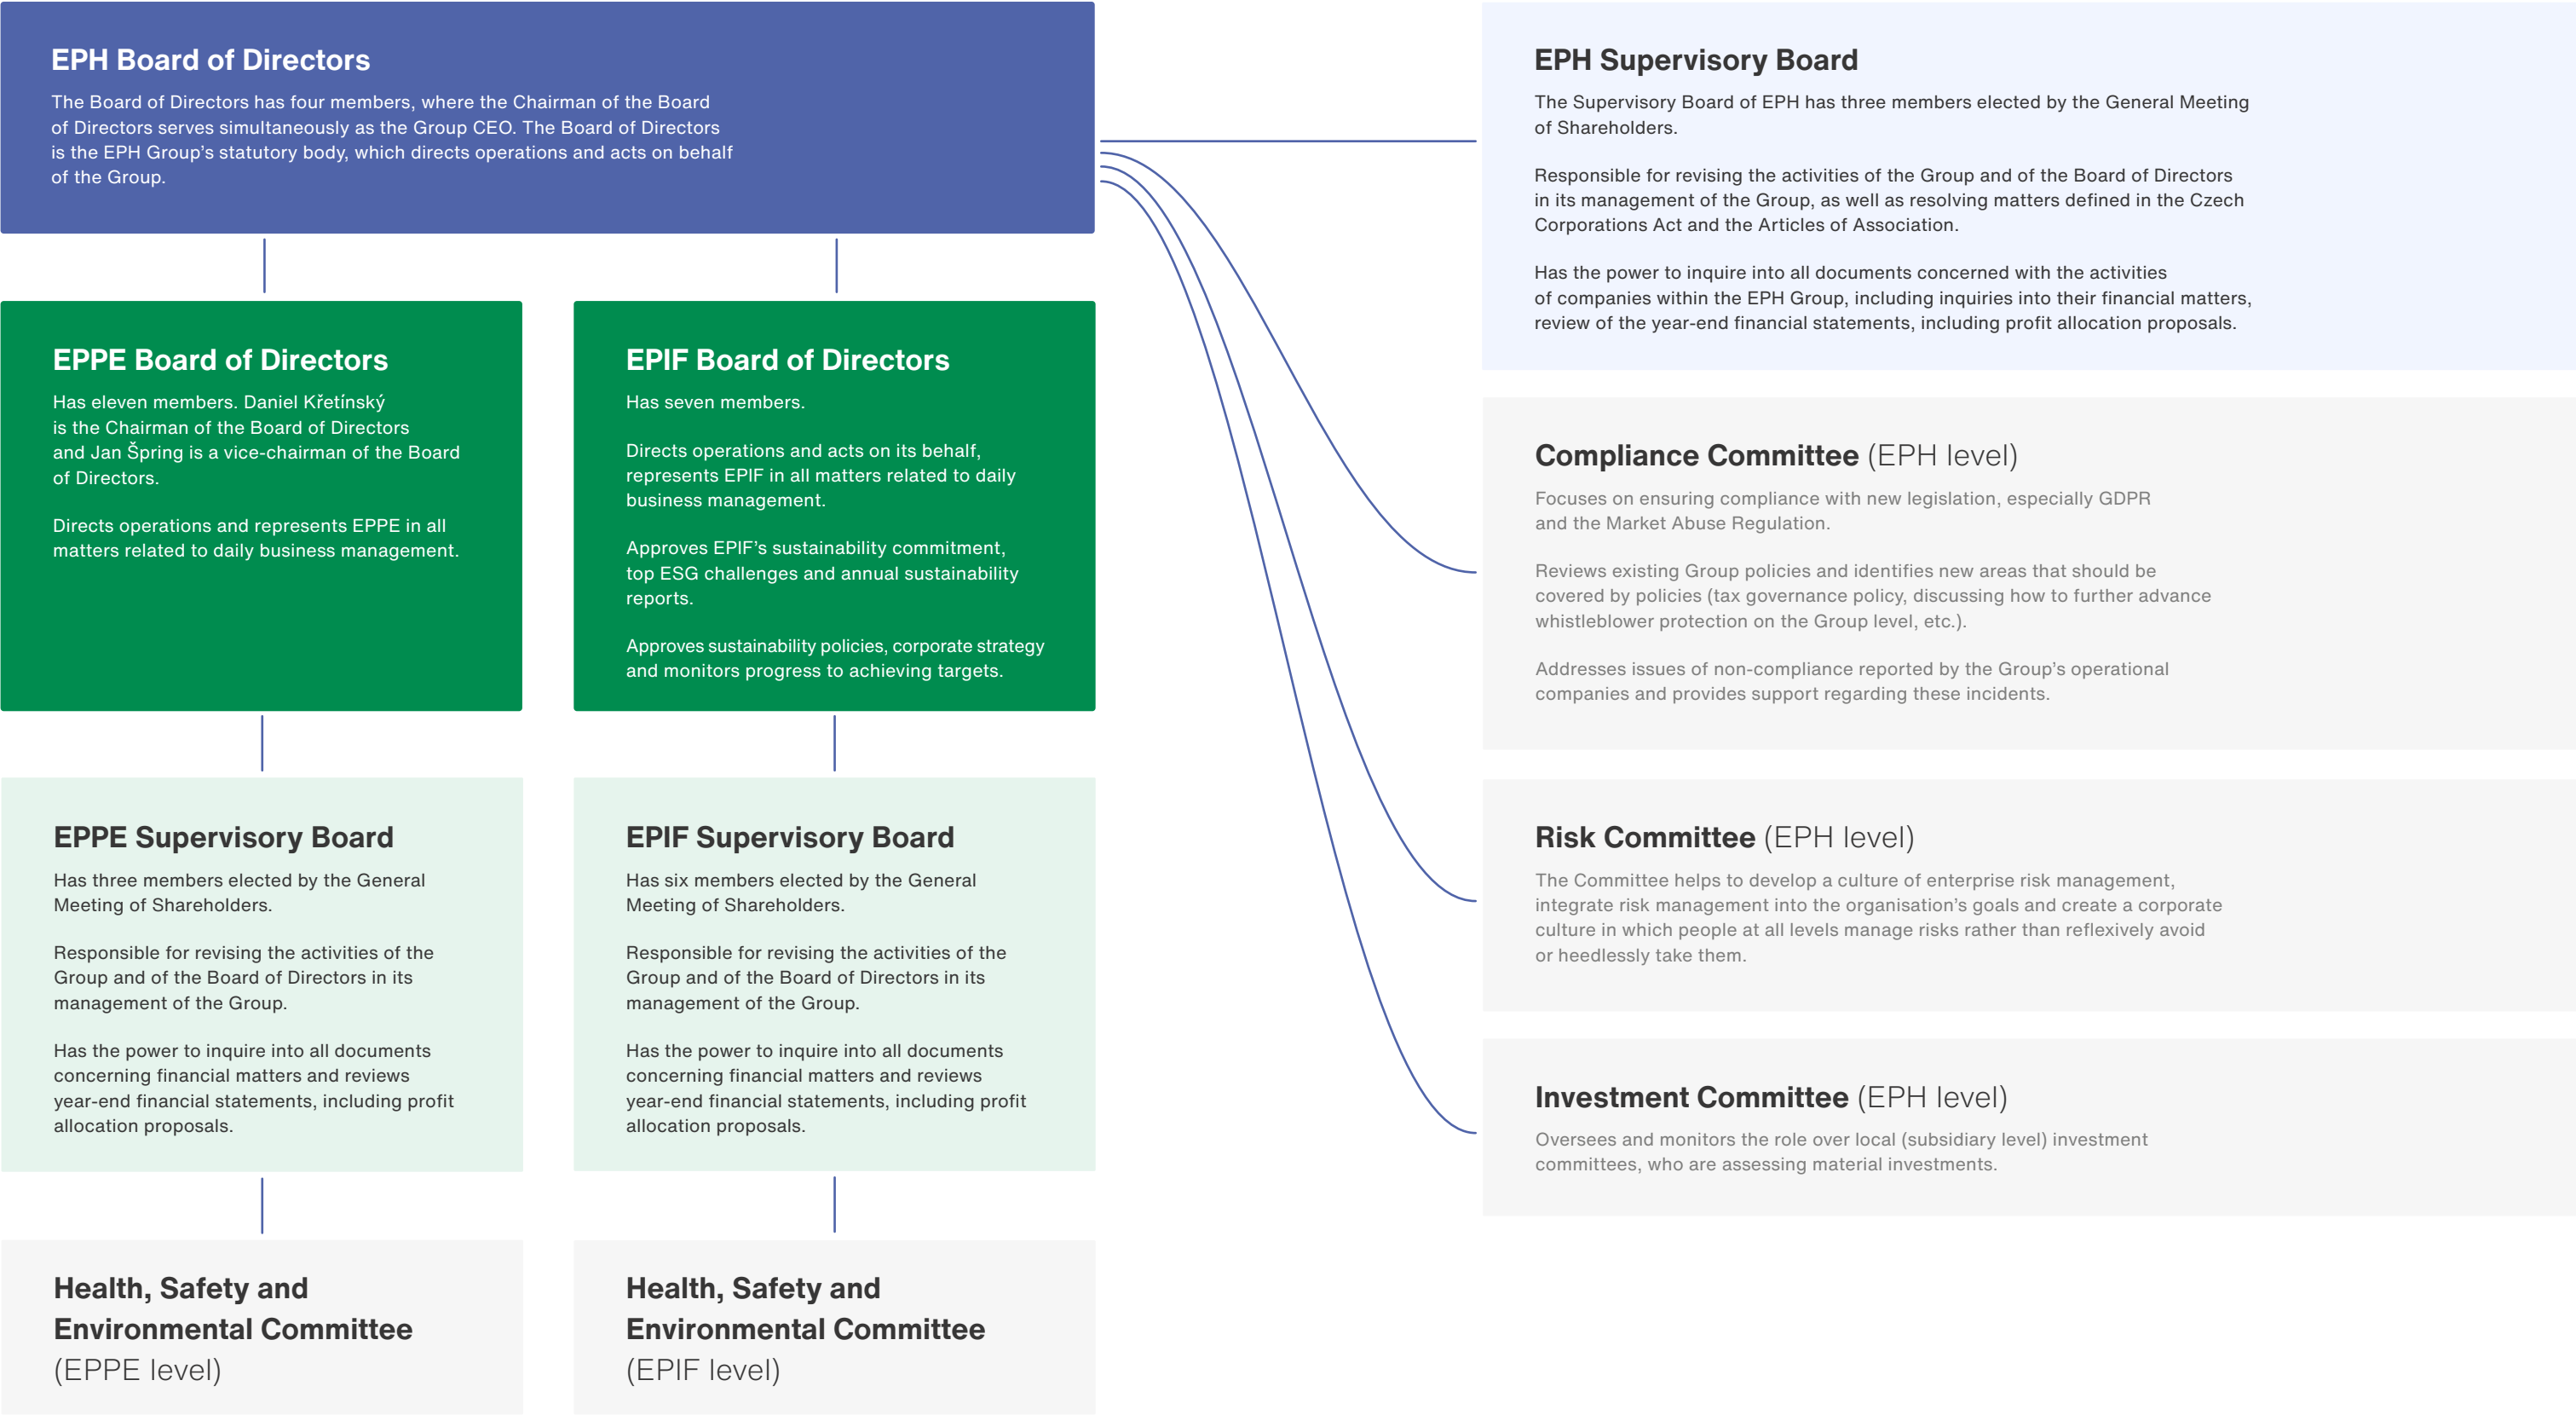 EPH Board of Directors
The Board of Directors has four members, where the Chairman of the Board
of Directors serves simultaneously as the Group CEO. The Board of Directors
is the EPH Group’s statutory body, which directs operations and acts on behalf
of the Group.
EPPE Board of Directors
Has eleven members. Daniel Křetínský
is the Chairman of the Board of Directors
and Jan Špring is a vice-chairman of the Board
of Directors.
Directs operations and represents EPPE in all
matters related to daily business management.
EPIF Board of Directors
Has seven members.
Directs operations and acts on its behalf,
represents EPIF in all matters related to daily
business management.
Approves EPIF’s sustainability commitment,
top ESG challenges and annual sustainability
reports.
Approves sustainability policies, corporate strategy
and monitors progress to achieving targets.
EPPE Supervisory Board
Has three members elected by the General
Meeting of Shareholders.
Responsible for revising the activities of the
Group and of the Board of Directors in its
management of the Group.
Has the power to inquire into all documents
concerning financial matters and reviews
year-end financial statements, including profit
allocation proposals.
EPIF Supervisory Board
Has six members elected by the General
Meeting of Shareholders.
Responsible for revising the activities of the
Group and of the Board of Directors in its
management of the Group.
Has the power to inquire into all documents
concerning financial matters and reviews
year-end financial statements, including profit
allocation proposals.
Health, Safety and
Environmental Committee
(EPPE level)
Health, Safety and
Environmental Committee
(EPIF level)
EPH Supervisory Board
The Supervisory Board of EPH has three members elected by the General Meeting
of Shareholders.
Responsible for revising the activities of the Group and of the Board of Directors
in its management of the Group, as well as resolving matters defined in the Czech
Corporations Act and the Articles of Association.
Has the power to inquire into all documents concerned with the activities
of companies within the EPH Group, including inquiries into their financial matters,
review of the year-end financial statements, including profit allocation proposals.
Compliance Committee (EPH level)
Focuses on ensuring compliance with new legislation, especially GDPR
and the Market Abuse Regulation.
Reviews existing Group policies and identifies new areas that should be
covered by policies (tax governance policy, discussing how to further advance
whistleblower protection on the Group level, etc.).
Addresses issues of non-compliance reported by the Group’s operational
companies and provides support regarding these incidents.
Risk Committee (EPH level)
The Committee helps to develop a culture of enterprise risk management,
integrate risk management into the organisation’s goals and create a corporate
culture in which people at all levels manage risks rather than reflexively avoid
or heedlessly take them.
Investment Committee (EPH level)
Oversees and monitors the role over local (subsidiary level) investment
committees, who are assessing material investments.